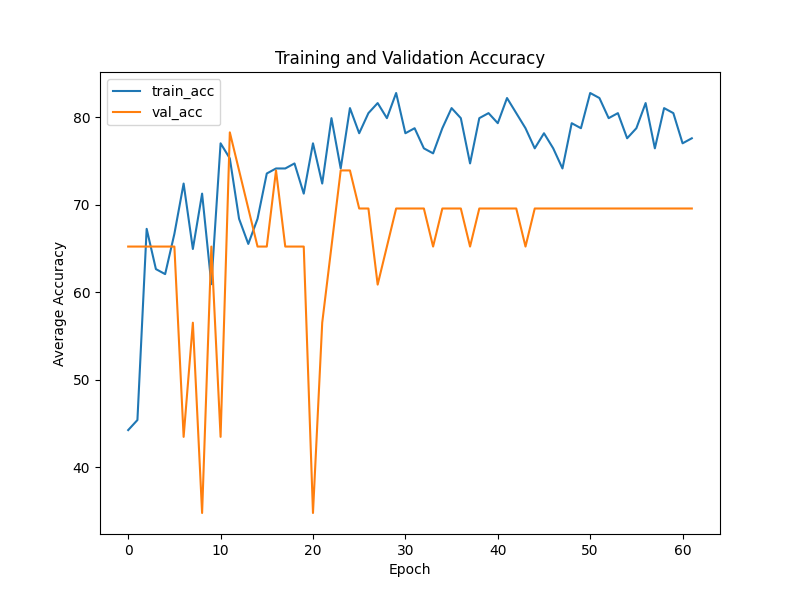 Training and Validation Accuracy
train_acc
val_acc
80
70
60
50
40
Average Accuracy
0 10 20 30 40 50 60
Epoch